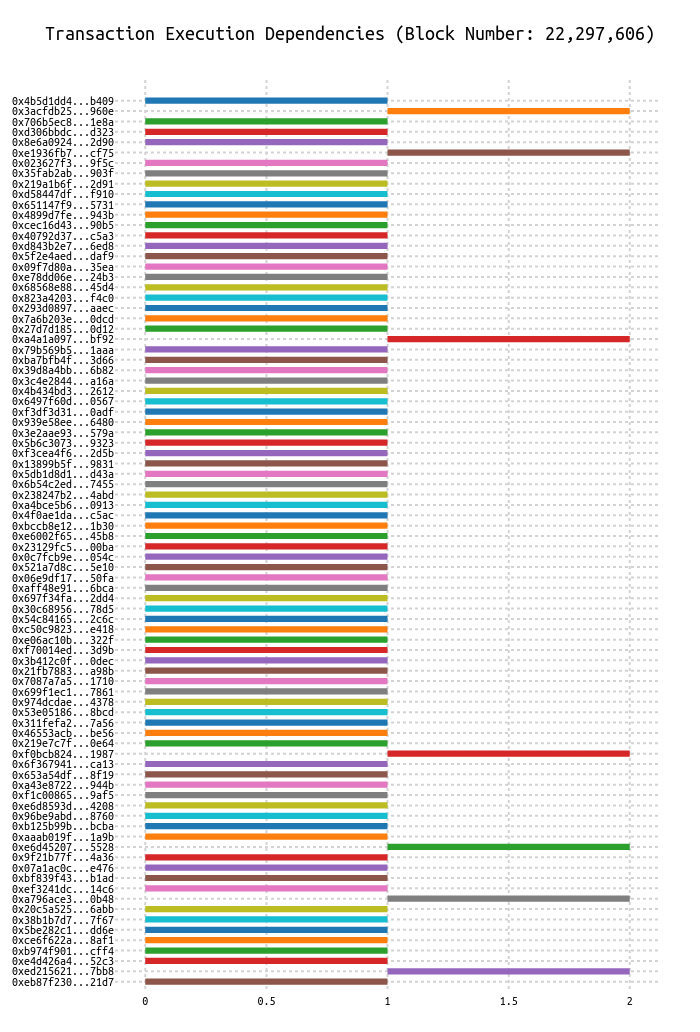 Transaction Execution Dependencies (Block Number: 22,297,606)
0x4b5d1dd4...b409
0x3acfdb25...960e
0x706b5ec8...1e8a
0xd306bbdc...d323
0x8e6a0924...2d90
0xe1936fb7...cf75
0x023627f3...9f5c
0x35fab2ab...903f
0x219a1b6f...2d91
0xd58447df...f910
0x651147f9...5731
0x4899d7fe...943b
0xcec16d43...90b5
0x40792d37...c5a3
0xd843b2e7...6ed8
0x5f2e4aed...daf9
0x09f7d80a...35ea
0xe78dd06e...24b3
0x68568e88...45d4
0x823a4203...f4c0
0x293d0897...aaec
0x7a6b203e...0dcd
0x27d7d185...0d12
0xa4a1a097...bf92
0x79b569b5...1aaa
0xba7bfb4f...3d66
0x39d8a4bb...6b82
0x3c4e2844...a16a
0x4b434bd3...2612
0x6497f60d...0567
0xf3df3d31...0adf
0x939e58ee...6480
0x3e2aae93...579a
0x5b6c3073...9323
0xf3cea4f6...2d5b
0x13899b5f...9831
0x5db1d8d1...d43a
0x6b54c2ed...7455
0x238247b2...4abd
0xa4bce5b6...0913
0x4f0ae1da...c5ac
0xbccb8e12...1b30
0xe6002f65...45b8
0x23129fc5...00ba
0x0c7fcb9e...054c
0x521a7d8c...5e10
0x06e9df17...50fa
0xaff48e91...6bca
0x697f34fa...2dd4
0x30c68956...78d5
0x54c84165...2c6c
0xc50c9823...e418
0xe06ac10b...322f
0xf70014ed...3d9b
0x3b412c0f...0dec
0x21fb7883...a98b
0x7087a7a5...1710
0x699f1ec1...7861
0x974dcdae...4378
0x53e05186...8bcd
0x311fefa2...7a56
0x46553acb...be56
0x219e7c7f...0e64
0xf0bcb824...1987
0x6f367941...ca13
0x653a54df...8f19
0xa43e8722...944b
0xf1c00865...9af5
0xe6d8593d...4208
0x96be9abd...8760
0xb125b99b...bcba
0xaaab019f...1a9b
0xe6d45207...5528
0x9f21b77f...4a36
0x07a1ac0c...e476
0xbf839f43...b1ad
0xef3241dc...14c6
0xa796ace3...0b48
0x20c5a525...6abb
0x38b1b7d7...7f67
0x5be282c1...dd6e
0xce6f622a...8af1
0xb974f901...cff4
0xe4d426a4...52c3
0xed215621...7bb8
0xeb87f230...21d7
0 0.5 1 1.5 2